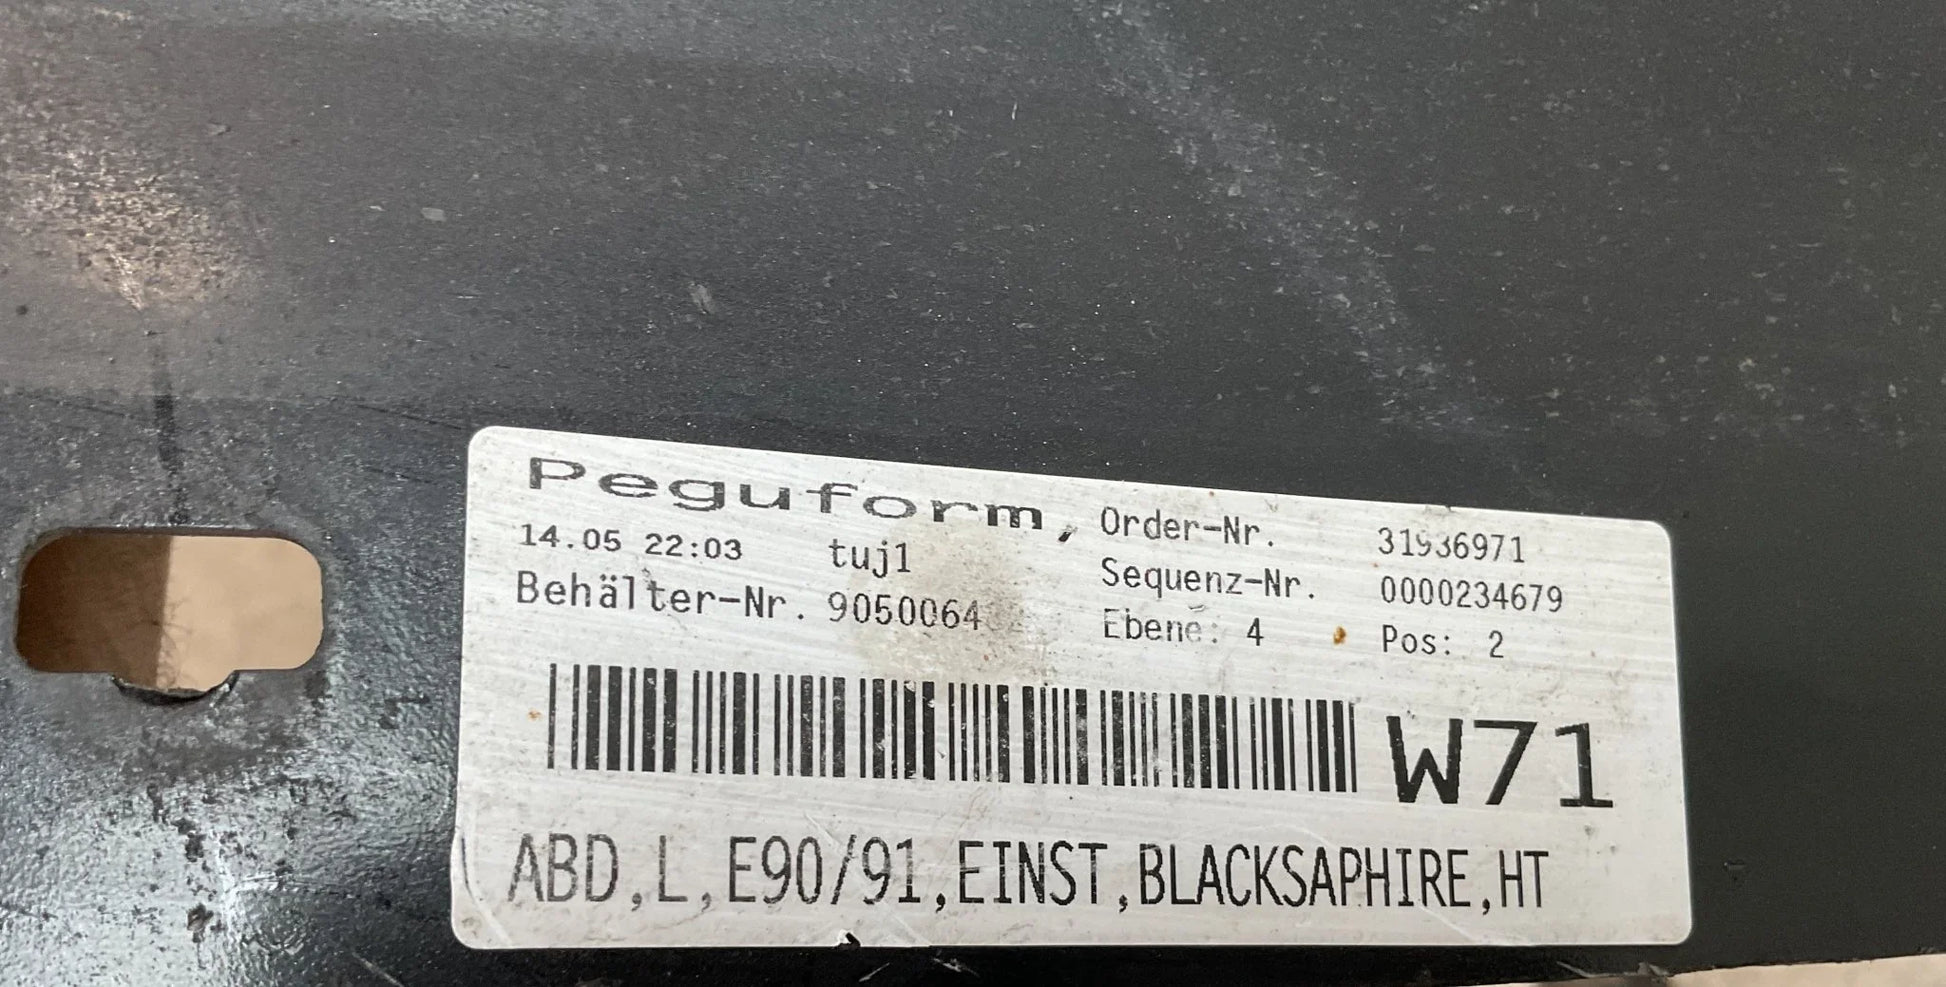 Peguform,
14.05 22:03 tuj1
Behälter-Nr. 9050064
Order-Nr. 31936971
Sequenz-Nr. 0000234679
Ebene: 4 Pos: 2
W71
ABD,L,E90/91,EINST,BLACKSAPHIRE,HT